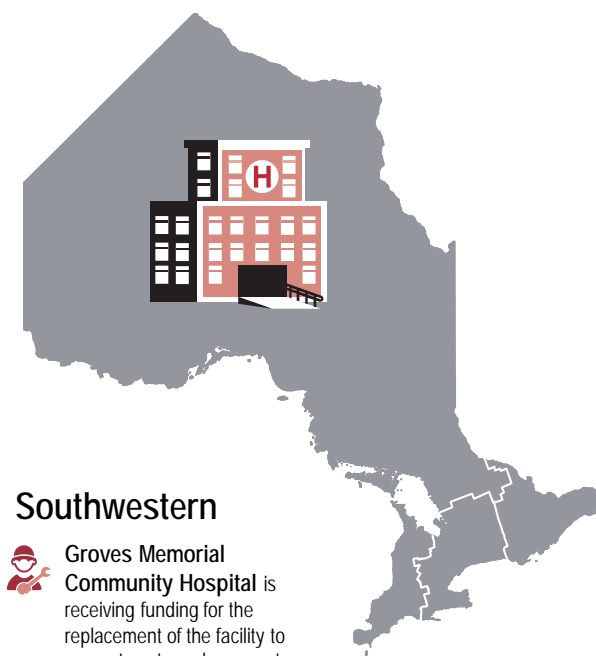 H
Southwestern
Groves Memorial
Community Hospital is
receiving funding for the
replacement of the facility to